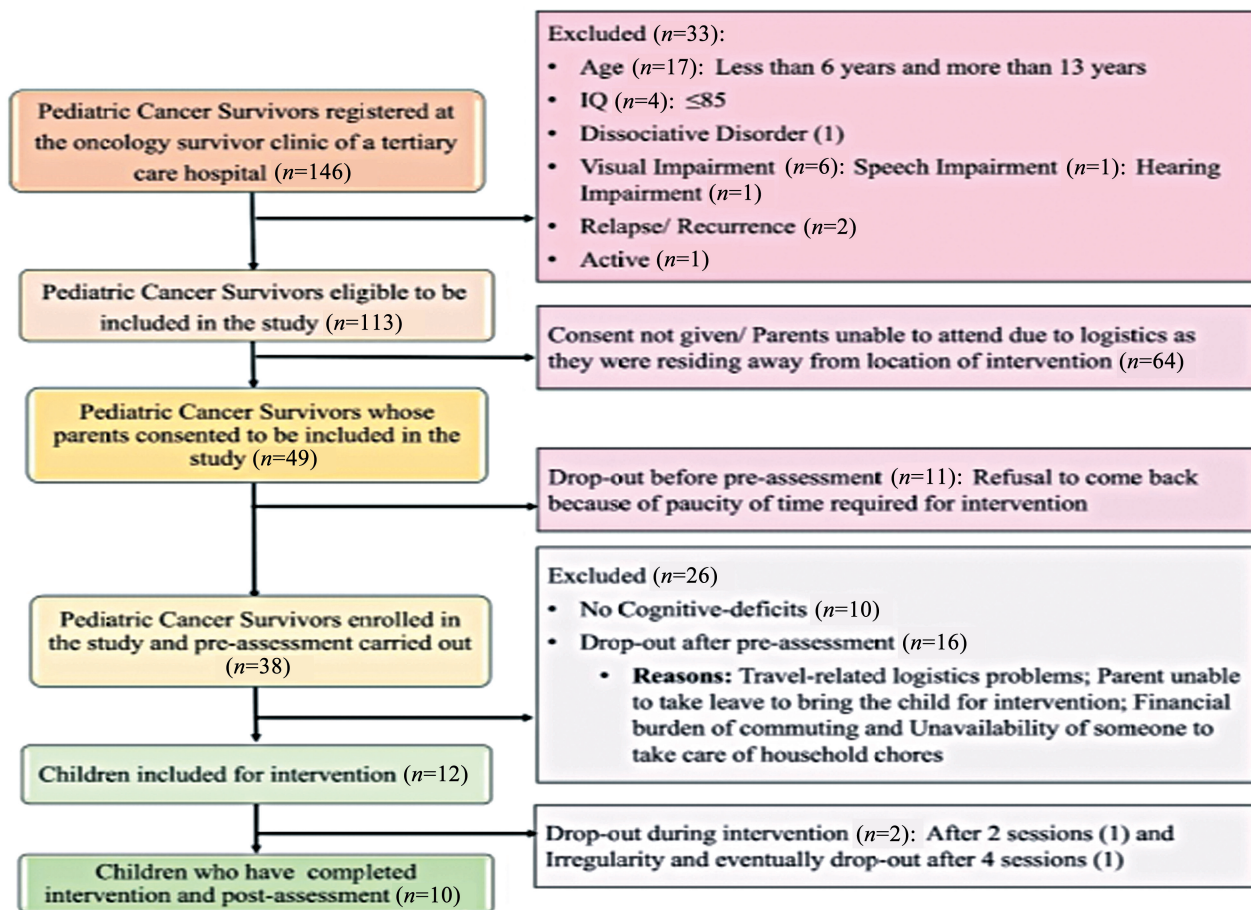 Pediatric Cancer Survivors registered at
the oncology survivor clinic of a tertiary
care hospital (n=146)
Excluded (n=33):
• Age (n=17): Less than 6 years and more than 13 years
• IQ (n=4): ≤85
• Dissociative Disorder (1)
• Visual Impairment (n=6): Speech Impairment (n=1): Hearing
Impairment (n=1)
• Relapse/ Recurrence (n=2)
• Active (n=1)
Pediatric Cancer Survivors eligible to be
included in the study (n=113)
Consent not given/ Parents unable to attend due to logistics as
they were residing away from location of intervention (n=64)
Pediatric Cancer Survivors whose
parents consented to be included in the
study (n=49)
Drop-out before pre-assessment (n=11): Refusal to come back
because of paucity of time required for intervention
Pediatric Cancer Survivors enrolled in
the study and pre-assessment carried out
(n=38)
Excluded (n=26)
• No Cognitive-deficits (n=10)
• Drop-out after pre-assessment (n=16)
• Reasons: Travel-related logistics problems; Parent unable
to take leave to bring the child for intervention; Financial
burden of commuting and Unavailability of someone to
take care of household chores
Children included for intervention (n=12)
Drop-out during intervention (n=2): After 2 sessions (1) and
Irregularity and eventually drop-out after 4 sessions (1)
Children who have completed
intervention and post-assessment (n=10)